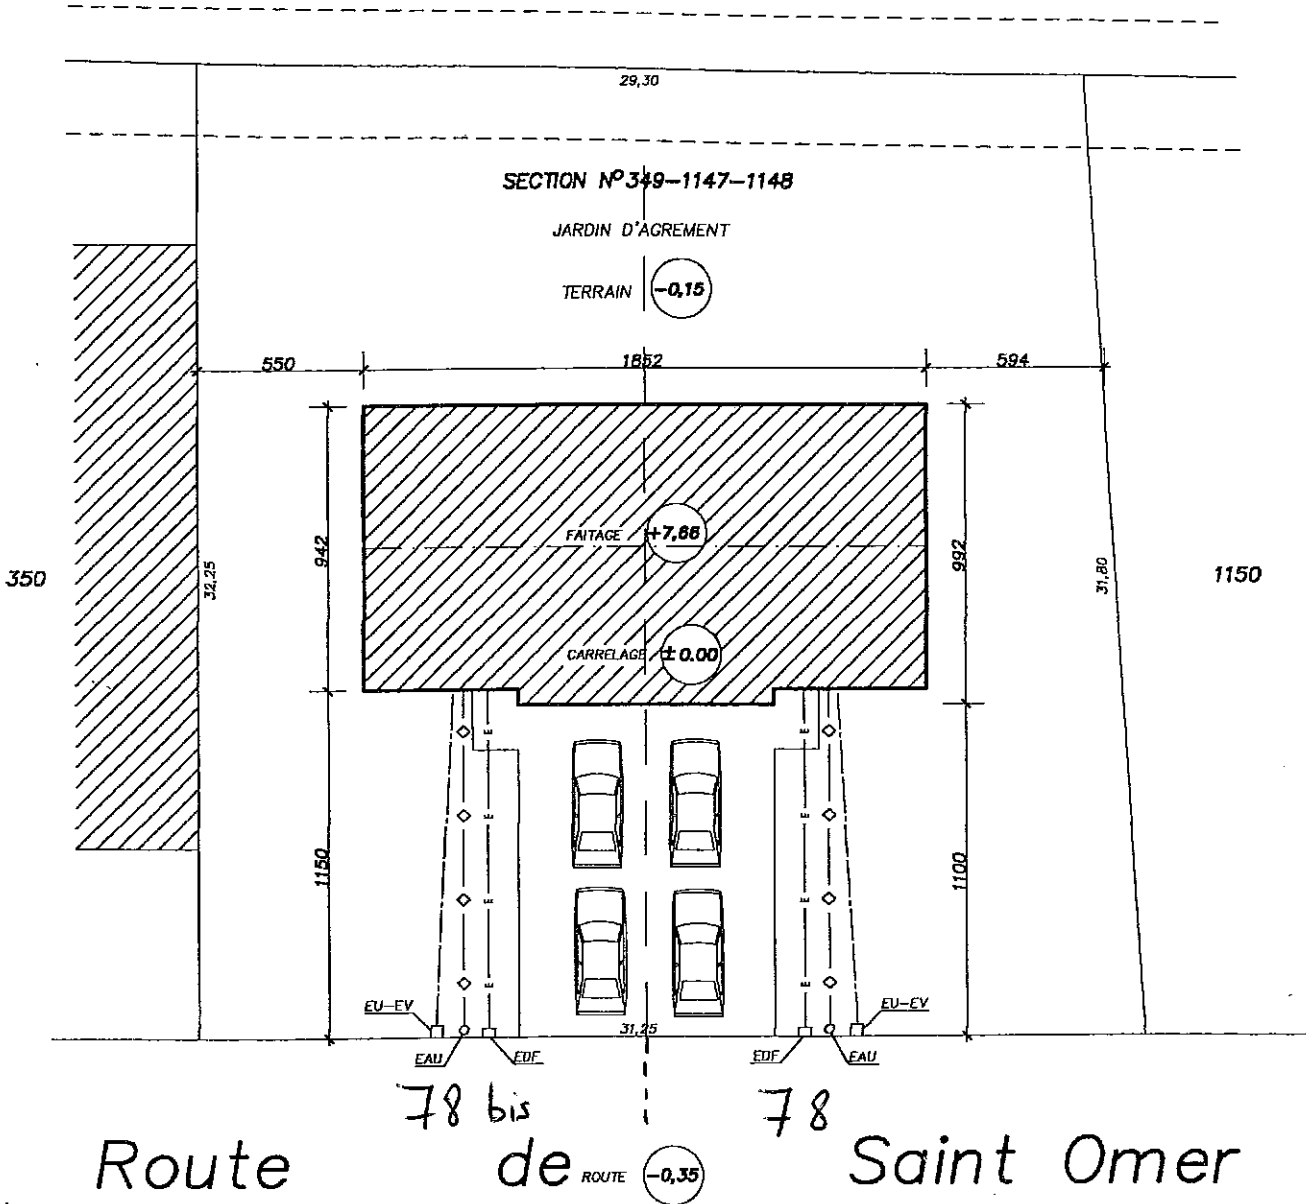 29,30
SECTION Nº 349-1147-1148
JARDIN D'AGREMENT
TERRAIN -0,15
550 1852 594
FAITAGE +7,66
942 992
350 32,25 31,80 1150
CARRELAGE ±0.00
1150 1100
EU-EV EU-EV
31,25
EAU EDF EDF EAU
78 bis 78
Route de Saint Omer
ROUTE -0,35